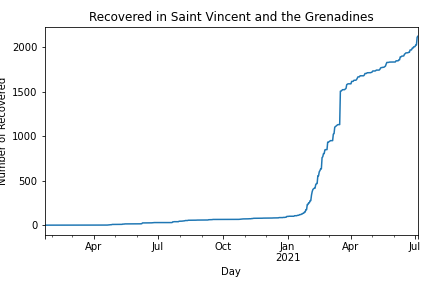 Recovered in Saint Vincent and the Grenadines
Number of Recovered
2000
1500
1000
500
0
Apr
Jul
Oct
Jan
2021
Apr
Jul
Day